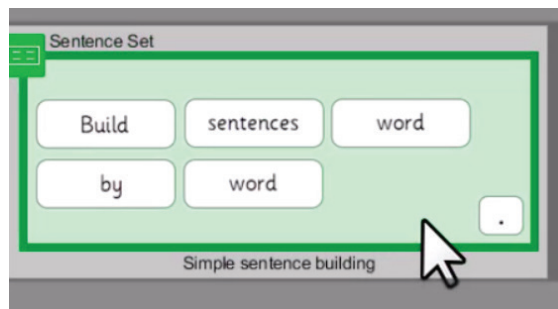 Sentence Set
Build sentences word
by word
.
Simple sentence building